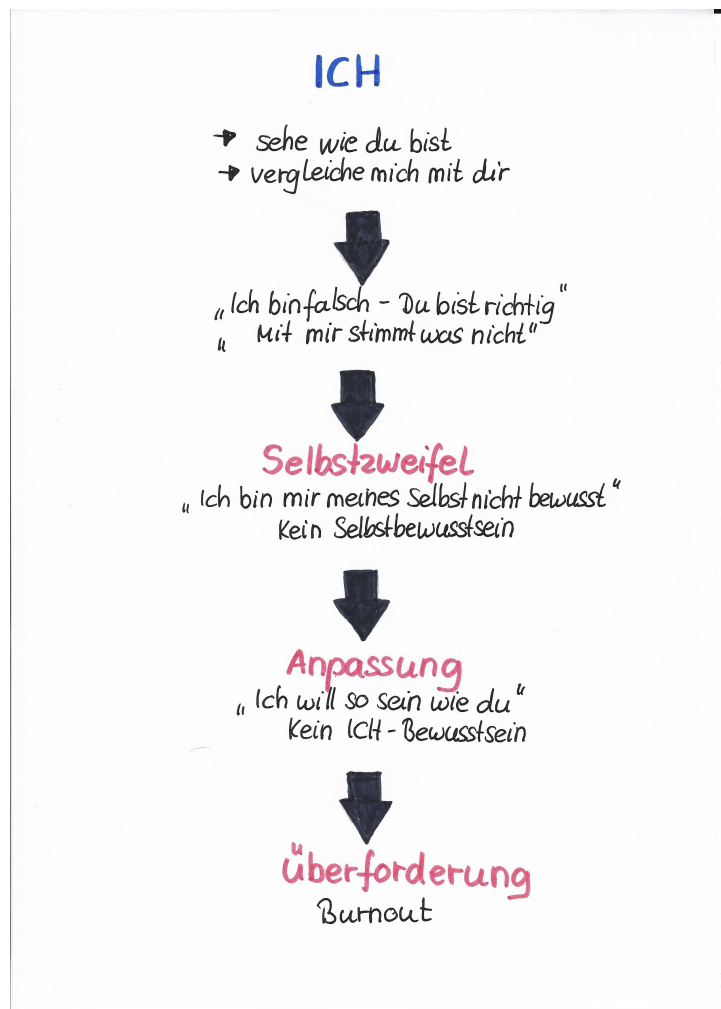 ICH
→ sehe wie du bist
→ vergleiche mich mit dir
„Ich bin falsch - Du bist richtig"
„ Mit mir stimmt was nicht"
Selbstzweifel
„Ich bin mir meines Selbst nicht bewusst"
Kein Selbstbewusstsein
Anpassung
„Ich will so sein wie du"
Kein ICH-Bewusstsein
Überforderung
Burnout